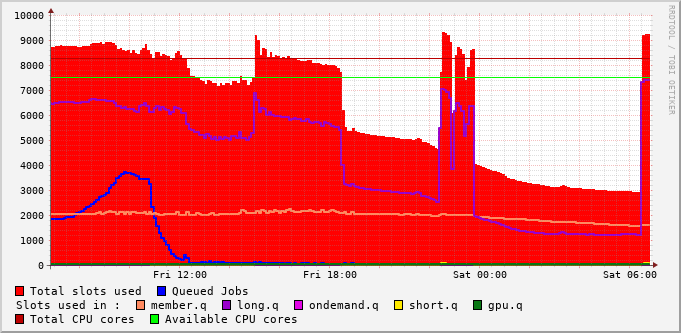 10000
9000
8000
7000
6000
5000
4000
3000
2000
1000
0
Fri 12:00 Fri 18:00 Sat 00:00 Sat 06:00
Total slots used Queued Jobs
Slots used in : member.q long.q ondemand.q short.q gpu.q
Total CPU cores Available CPU cores
RRDTOOL / TOBI OETIKER